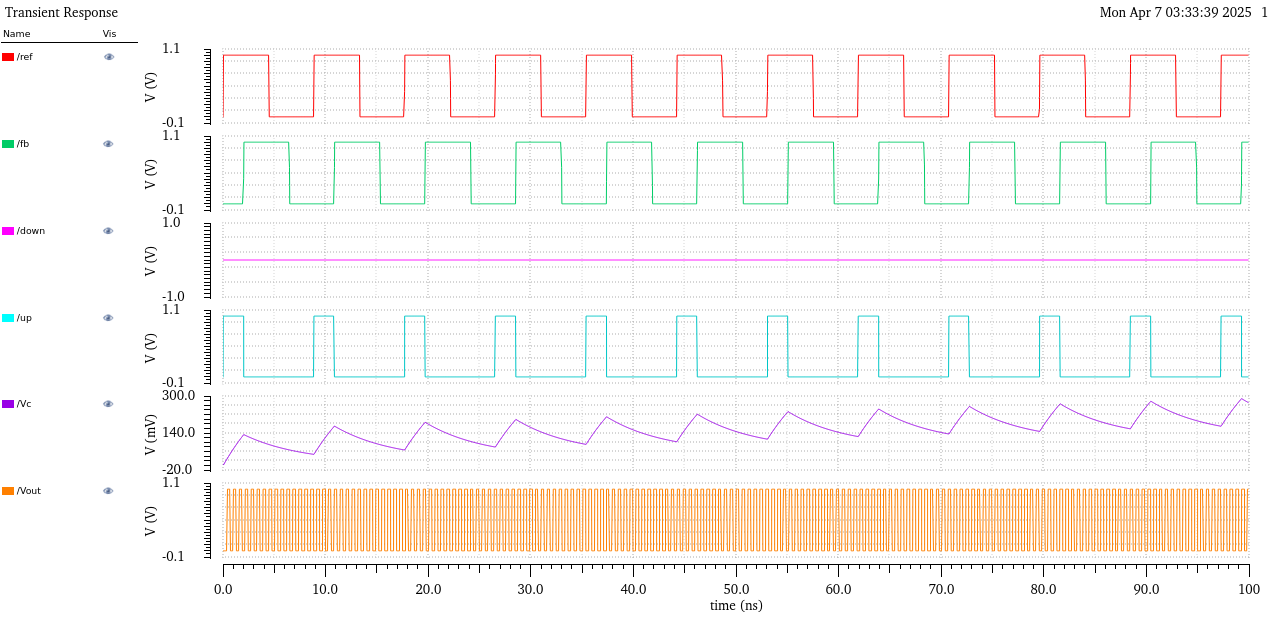 Transient Response
Mon Apr 7 03:33:39 2025 1
Name Vis
/ref
1.1
V (V)
-0.1
/fb
1.1
V (V)
-0.1
/down
1.0
V (V)
-1.0
/up
1.1
V (V)
-0.1
/Vc
300.0
140.0
V (mV)
-20.0
/Vout
1.1
V (V)
-0.1
0.0 10.0 20.0 30.0 40.0 50.0 60.0 70.0 80.0 90.0 100
time (ns)